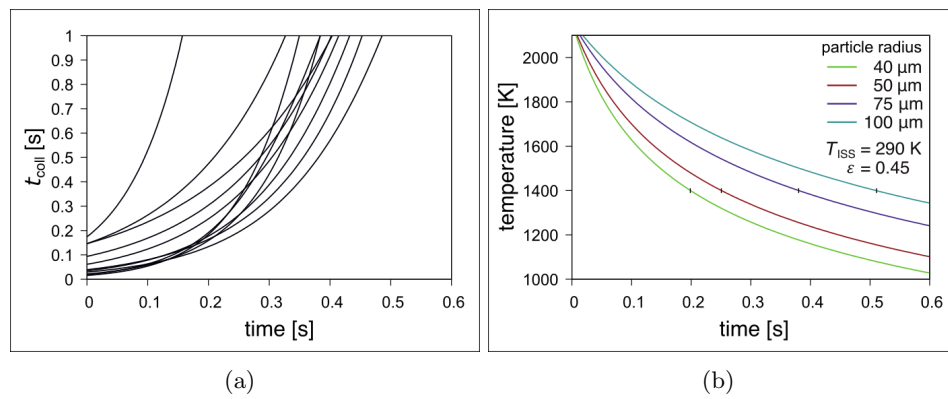 1
0.9
0.8
0.7
0.6
0.5
0.4
0.3
0.2
0.1
0
t_coll [s]
0 0.1 0.2 0.3 0.4 0.5 0.6
time [s]
(a)
2000
1800
1600
1400
1200
1000
temperature [K]
particle radius
40 µm
50 µm
75 µm
100 µm
T_ISS = 290 K
ε = 0.45
0 0.1 0.2 0.3 0.4 0.5 0.6
time [s]
(b)